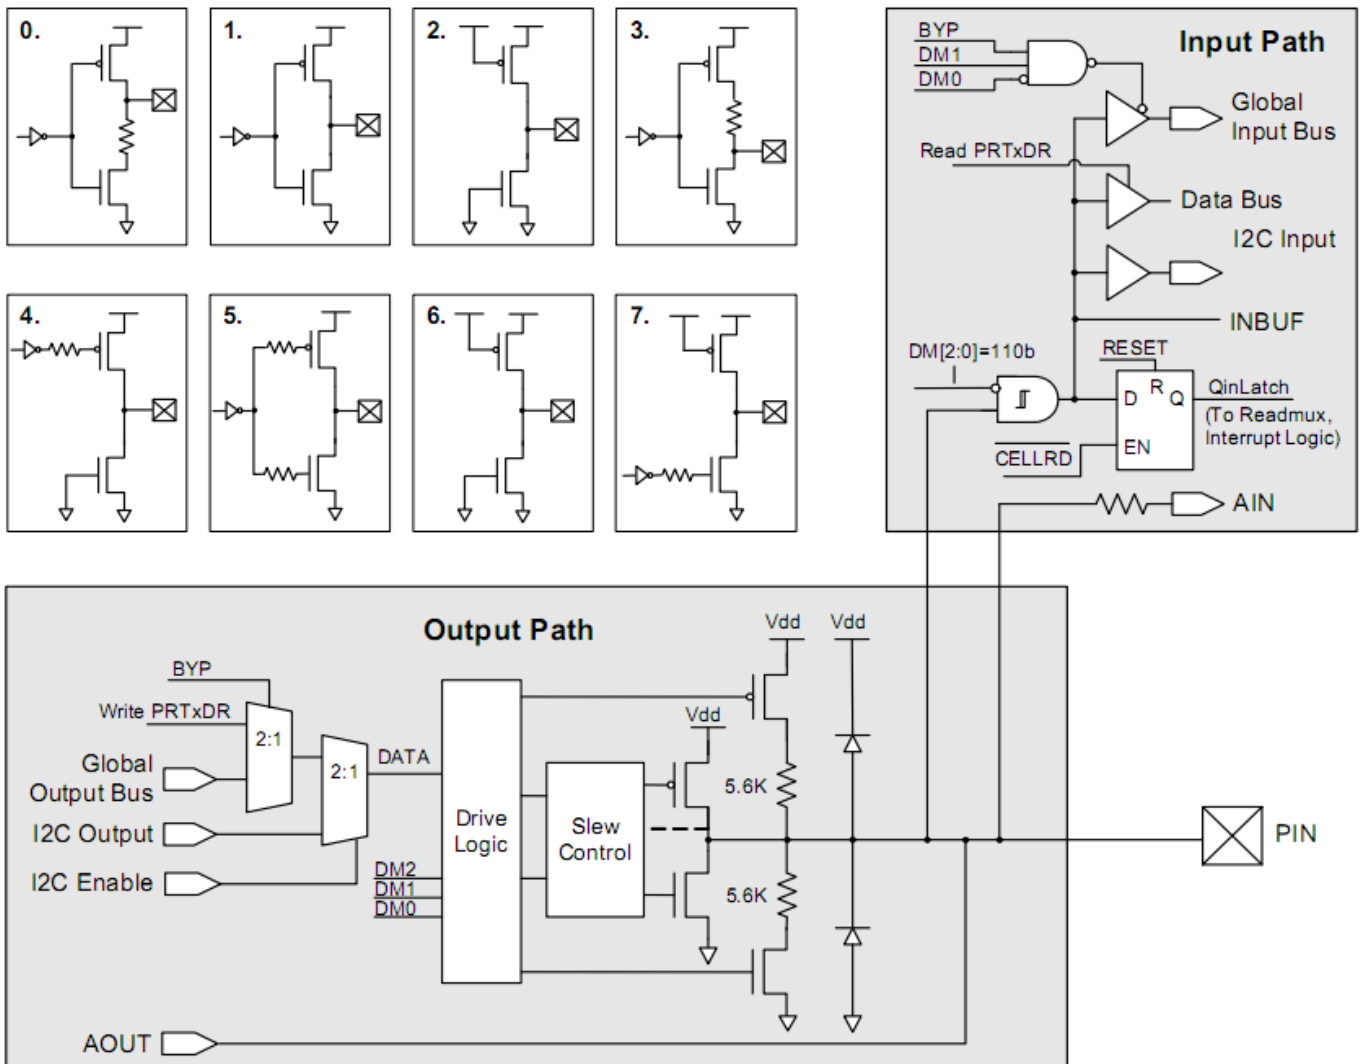 0.
1.
2.
3.
4.
5.
6.
7.
Input Path
BYP
DM1
DM0
Global
Input Bus
Read PRTxDR
Data Bus
I2C Input
INBUF
DM[2:0]=110b
RESET
D
R
Q
EN
QinLatch
(To Readmux,
Interrupt Logic)
CELLRD
AIN
Output Path
BYP
Write PRTxDR
2:1
Global
Output Bus
2:1
DATA
I2C Output
I2C Enable
DM2
DM1
DM0
Drive
Logic
Slew
Control
Vdd
Vdd
Vdd
5.6K
5.6K
PIN
AOUT